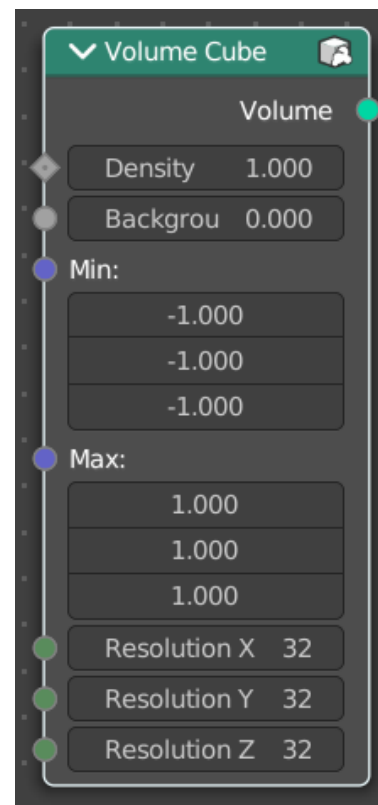 Volume Cube
Volume
Density 1.000
Backgrou 0.000
Min:
-1.000
-1.000
-1.000
Max:
1.000
1.000
1.000
Resolution X 32
Resolution Y 32
Resolution Z 32